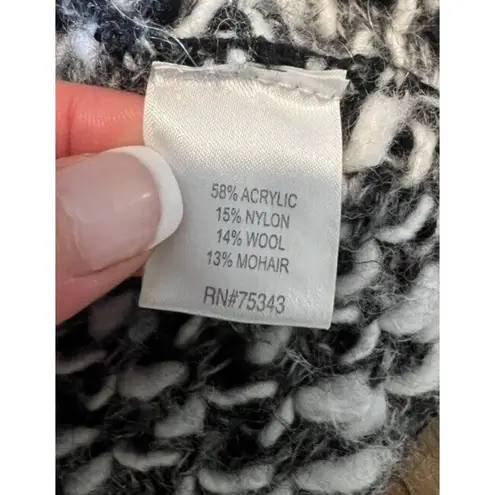 58% ACRYLIC
15% NYLON
14% WOOL
13% MOHAIR
RN#75343